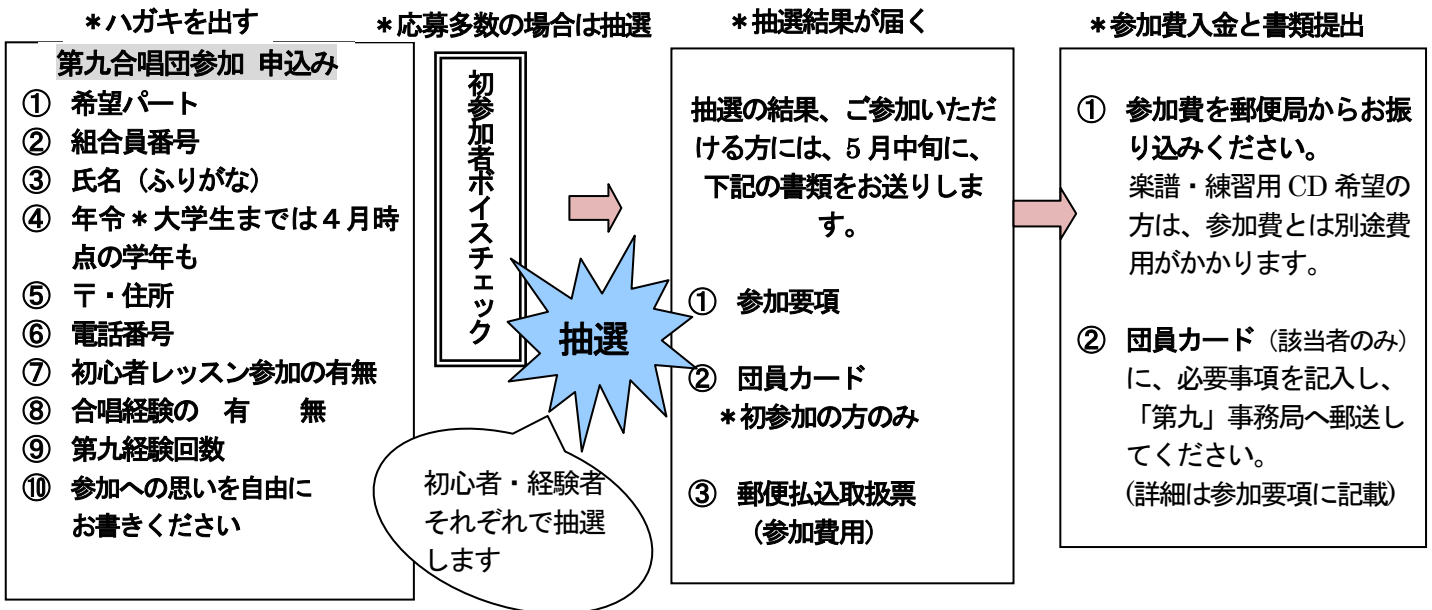 ＊ハガキを出す
第九合唱団参加 申込み
① 希望パート
② 組合員番号
③ 氏名（ふりがな）
④ 年令＊大学生までは４月時
点の学年も
⑤ 〒・住所
⑥ 電話番号
⑦ 初心者レッスン参加の有無
⑧ 合唱経験の　有　　無
⑨ 第九経験回数
⑩ 参加への思いを自由に
お書きください
＊応募多数の場合は抽選
初参加者ボイスチェック
抽選
初心者・経験者
それぞれで抽選
します
＊抽選結果が届く
抽選の結果、ご参加いただ
ける方には、5 月中旬に、
下記の書類をお送りしま
す。
① 参加要項
② 団員カード
＊初参加の方のみ
③ 郵便払込取扱票
（参加費用）
＊参加費入金と書類提出
① 参加費を郵便局からお振
り込みください。
楽譜・練習用 CD 希望の
方は、参加費とは別途費
用がかかります。
② 団員カード（該当者のみ）
に、必要事項を記入し、
「第九」事務局へ郵送し
てください。
(詳細は参加要項に記載)